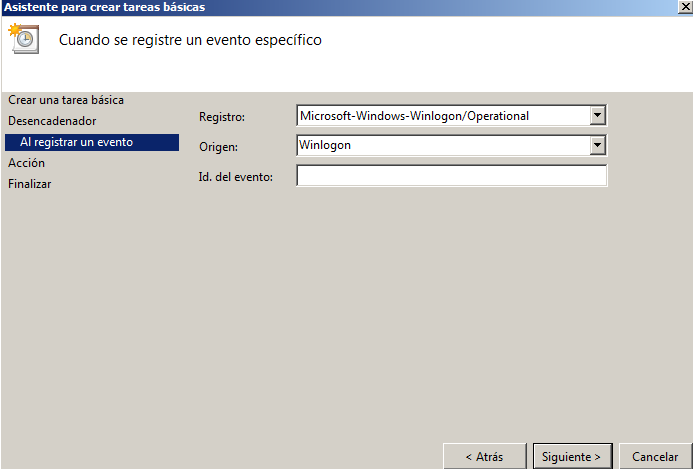 Asistente para crear tareas básicas
Cuando se registre un evento específico
Crear una tarea básica
Desencadenador
Al registrar un evento
Acción
Finalizar
Registro: Microsoft-Windows-Winlogon/Operational
Origen: Winlogon
Id. del evento:
< Atrás Siguiente > Cancelar